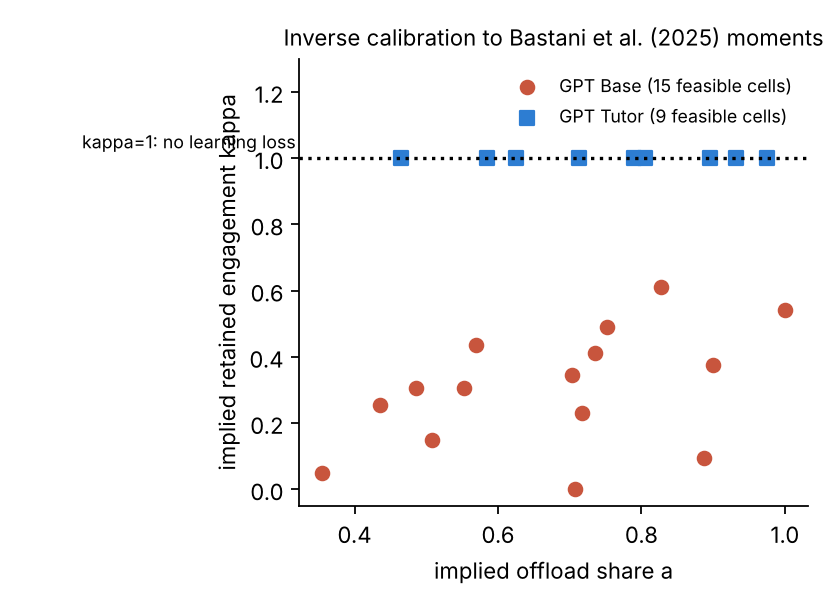 Inverse calibration to Bastani et al. (2025) moments
GPT Base (15 feasible cells)
GPT Tutor (9 feasible cells)
kappa=1: no learning loss
implied retained engagement kappa
1.2
1.0
0.8
0.6
0.4
0.2
0.0
0.4
0.6
0.8
1.0
implied offload share a